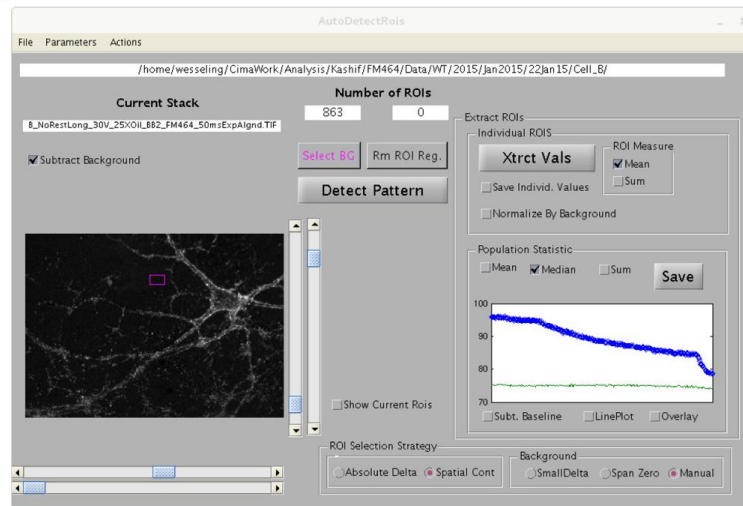 AutoDetectRois
File Parameters Actions
/home/wesseling/CimaWork/Analysis/Kashif/FM464/Data/WT/2015/Jan2015/22Jan15/Cell_B/
Current Stack
B_NoRestLong_30V_25XOil_BB2_FM464_50msExpAlgnd.TIF
Subtract Background
Number of ROIs
863 0
Select BG Rm ROI Reg.
Detect Pattern
Show Current Rois
Extract ROIs
Individual ROIS
Xtrct Vals
ROI Measure
Mean
Sum
Save Individ. Values
Normalize By Background
Population Statistic
Mean Median Sum Save
100
90
80
70
Subt. Baseline LinePlot Overlay
ROI Selection Strategy
Absolute Delta Spatial Cont
Background
SmallDelta Span Zero Manual